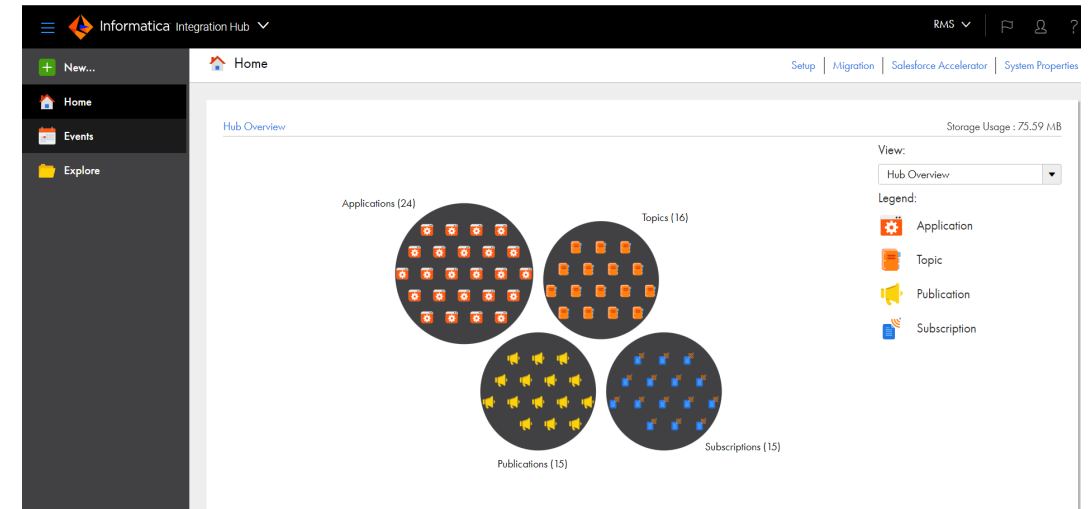 Informatica Integration Hub
RMS
?
New...
Home
Events
Explore
Home
Setup
Migration
Salesforce Accelerator
System Properties
Hub Overview
Storage Usage : 75.59 MB
View:
Hub Overview
Legend:
Application
Topic
Publication
Subscription
Applications (24)
Topics (16)
Publications (15)
Subscriptions (15)